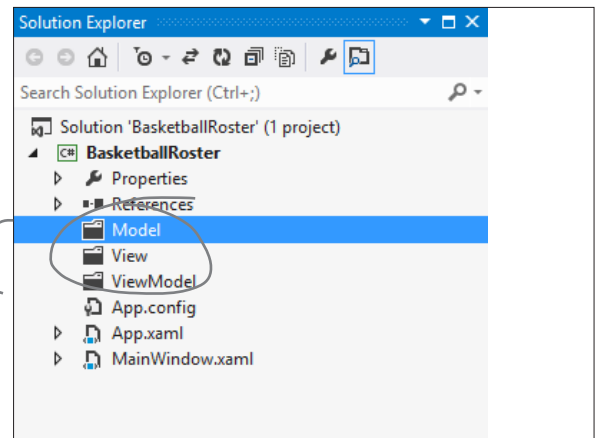 Solution Explorer
Search Solution Explorer (Ctrl+;)
Solution 'BasketballRoster' (1 project)
C# BasketballRoster
Properties
References
Model
View
ViewModel
App.config
App.xaml
MainWindow.xaml